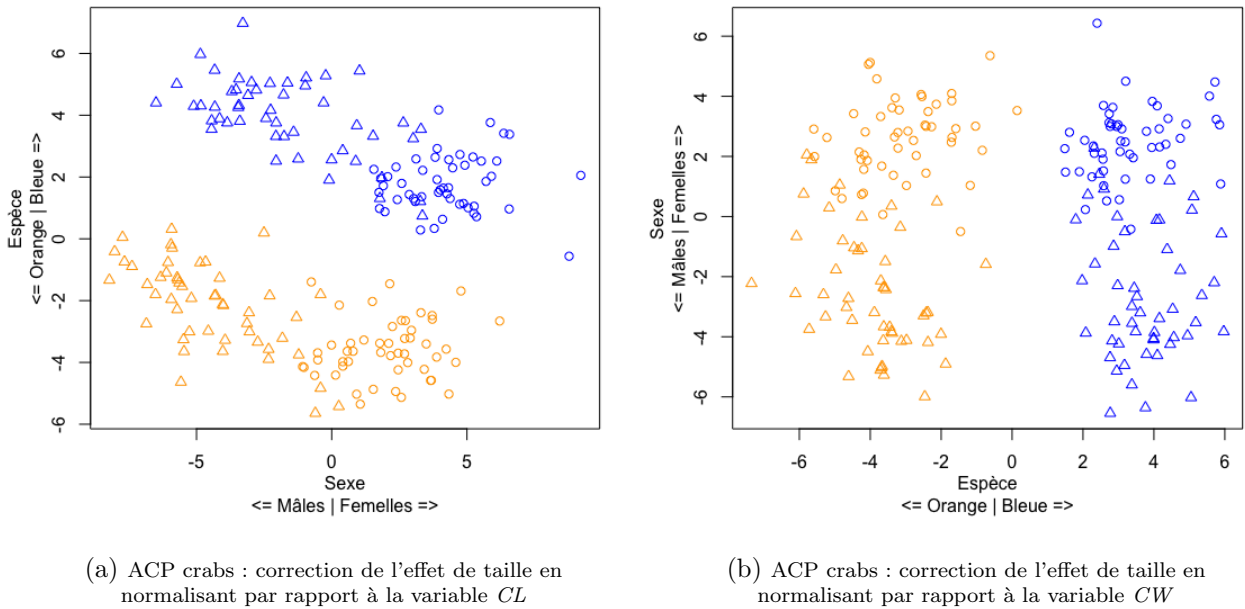 6
4
2
0
-2
-4
-6
Espèce
<= Orange | Bleue =>
-5
0
5
Sexe
<= Mâles | Femelles =>
6
4
2
0
-2
-4
-6
Sexe
<= Mâles | Femelles =>
-6
-4
-2
0
2
4
6
Espèce
<= Orange | Bleue =>
(a) ACP crabs : correction de l'effet de taille en
normalisant par rapport à la variable CL
(b) ACP crabs : correction de l'effet de taille en
normalisant par rapport à la variable CW